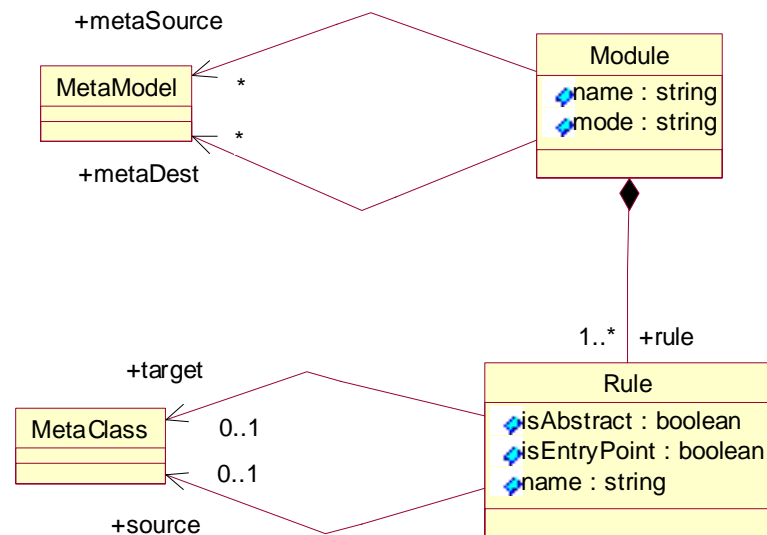 +metaSource
Module
MetaModel
*
name : string
mode : string
*
+metaDest
1..* +rule
+target
Rule
MetaClass
0..1
isAbstract : boolean
0..1
isEntryPoint : boolean
name : string
+source